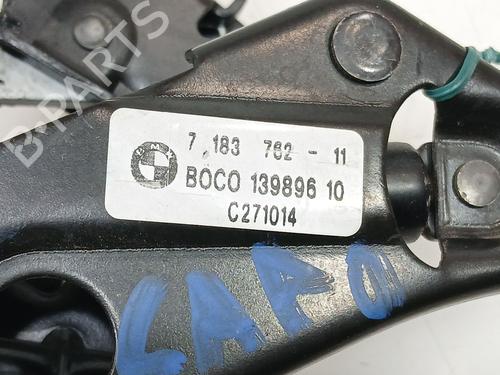 B-PARTS
7.183 762 - 11
BOCO 139896 10
C271014
CAPO